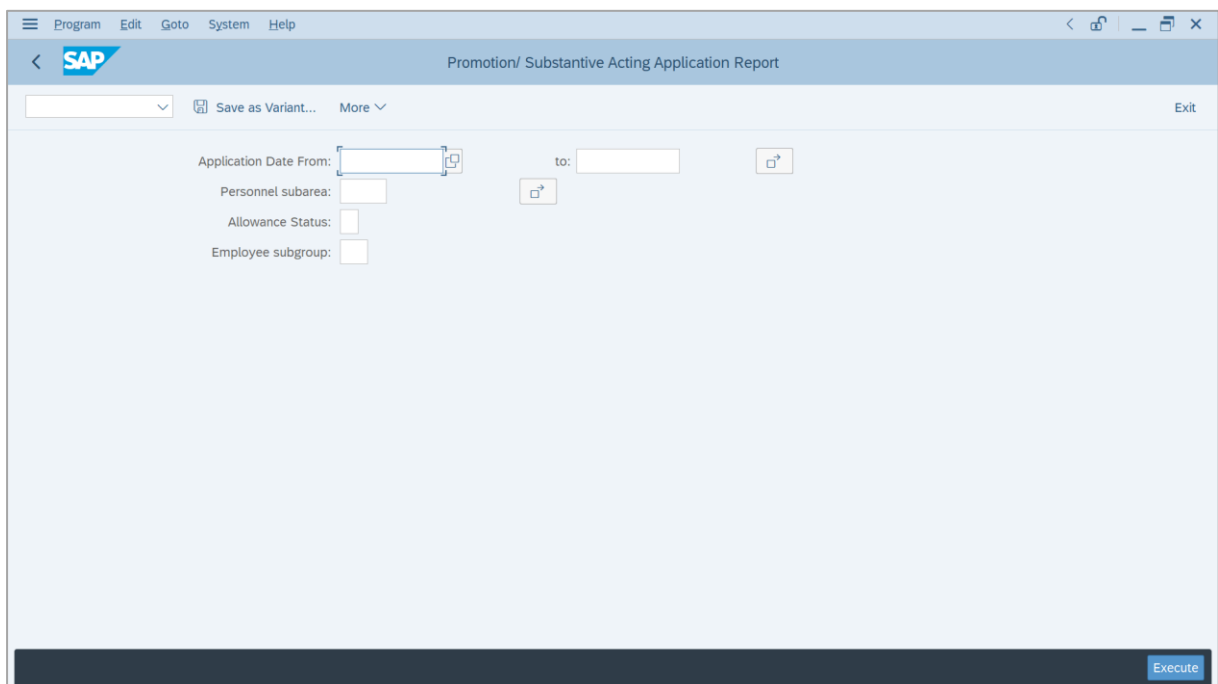 Program Edit Goto System Help
SAP
Promotion/ Substantive Acting Application Report
Save as Variant... More Exit
Application Date From: to:
Personnel subarea:
Allowance Status:
Employee subgroup:
Execute